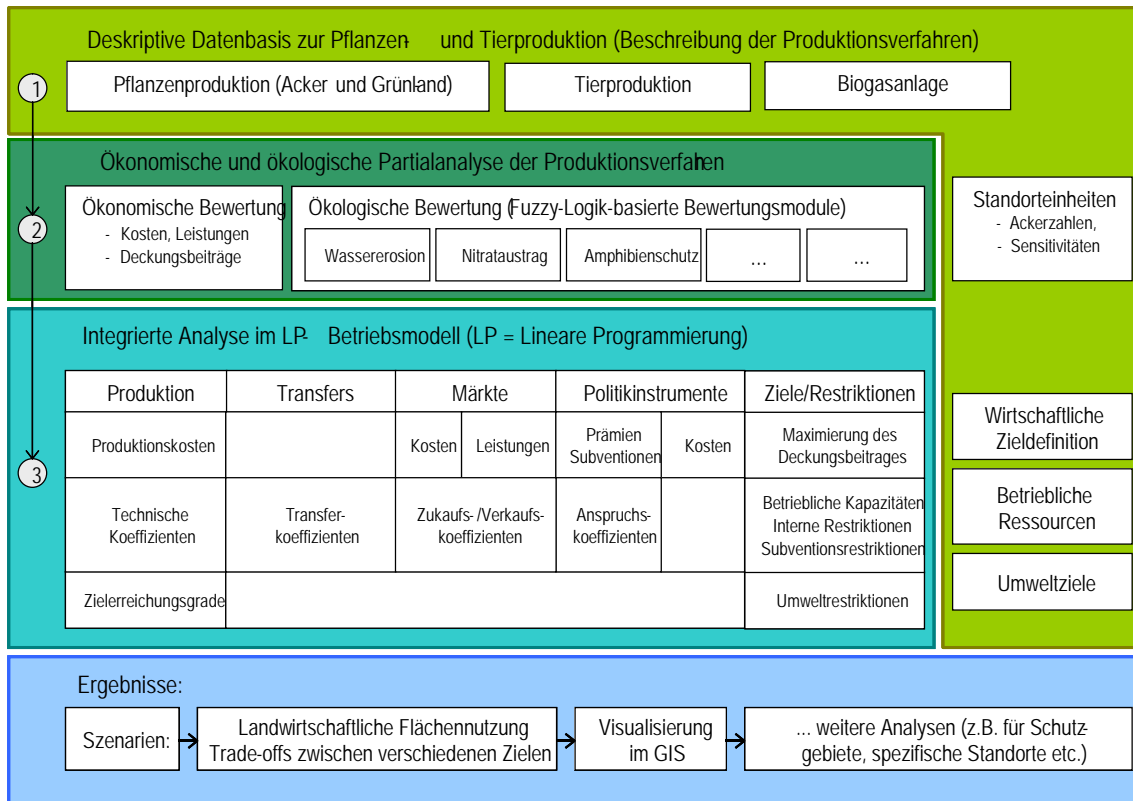 Deskriptive Datenbasis zur Pflanzen- und Tierproduktion (Beschreibung der Produktionsverfahren)
1
Pflanzenproduktion (Acker und Grünland)
Tierproduktion
Biogasanlage
Ökonomische und ökologische Partialanalyse der Produktionsverfahren
2
Ökonomische Bewertung
- Kosten, Leistungen
- Deckungsbeiträge
Ökologische Bewertung (Fuzzy-Logik-basierte Bewertungsmodule)
Wassererosion
Nitrataustrag
Amphibienschutz
...
...
Standorteinheiten
- Ackerzahlen,
- Sensitivitäten
Integrierte Analyse im LP- Betriebsmodell (LP = Lineare Programmierung)
3
Produktion
Transfers
Märkte
Politikinstrumente
Ziele/Restriktionen
Produktionskosten
Kosten
Leistungen
Prämien
Subventionen
Kosten
Maximierung des
Deckungsbeitrages
Technische
Koeffizienten
Transfer-
koeffizienten
Zukaufs-/Verkaufs-
koeffizienten
Anspruchs-
koeffizienten
Betriebliche Kapazitäten
Interne Restriktionen
Subventionsrestriktionen
Zielerreichungsgrade
Umweltrestriktionen
Wirtschaftliche
Zieldefinition
Betriebliche
Ressourcen
Umweltziele
Ergebnisse:
Szenarien:
Landwirtschaftliche Flächennutzung
Trade-offs zwischen verschiedenen Zielen
Visualisierung
im GIS
... weitere Analysen (z.B. für Schutz-
gebiete, spezifische Standorte etc.)